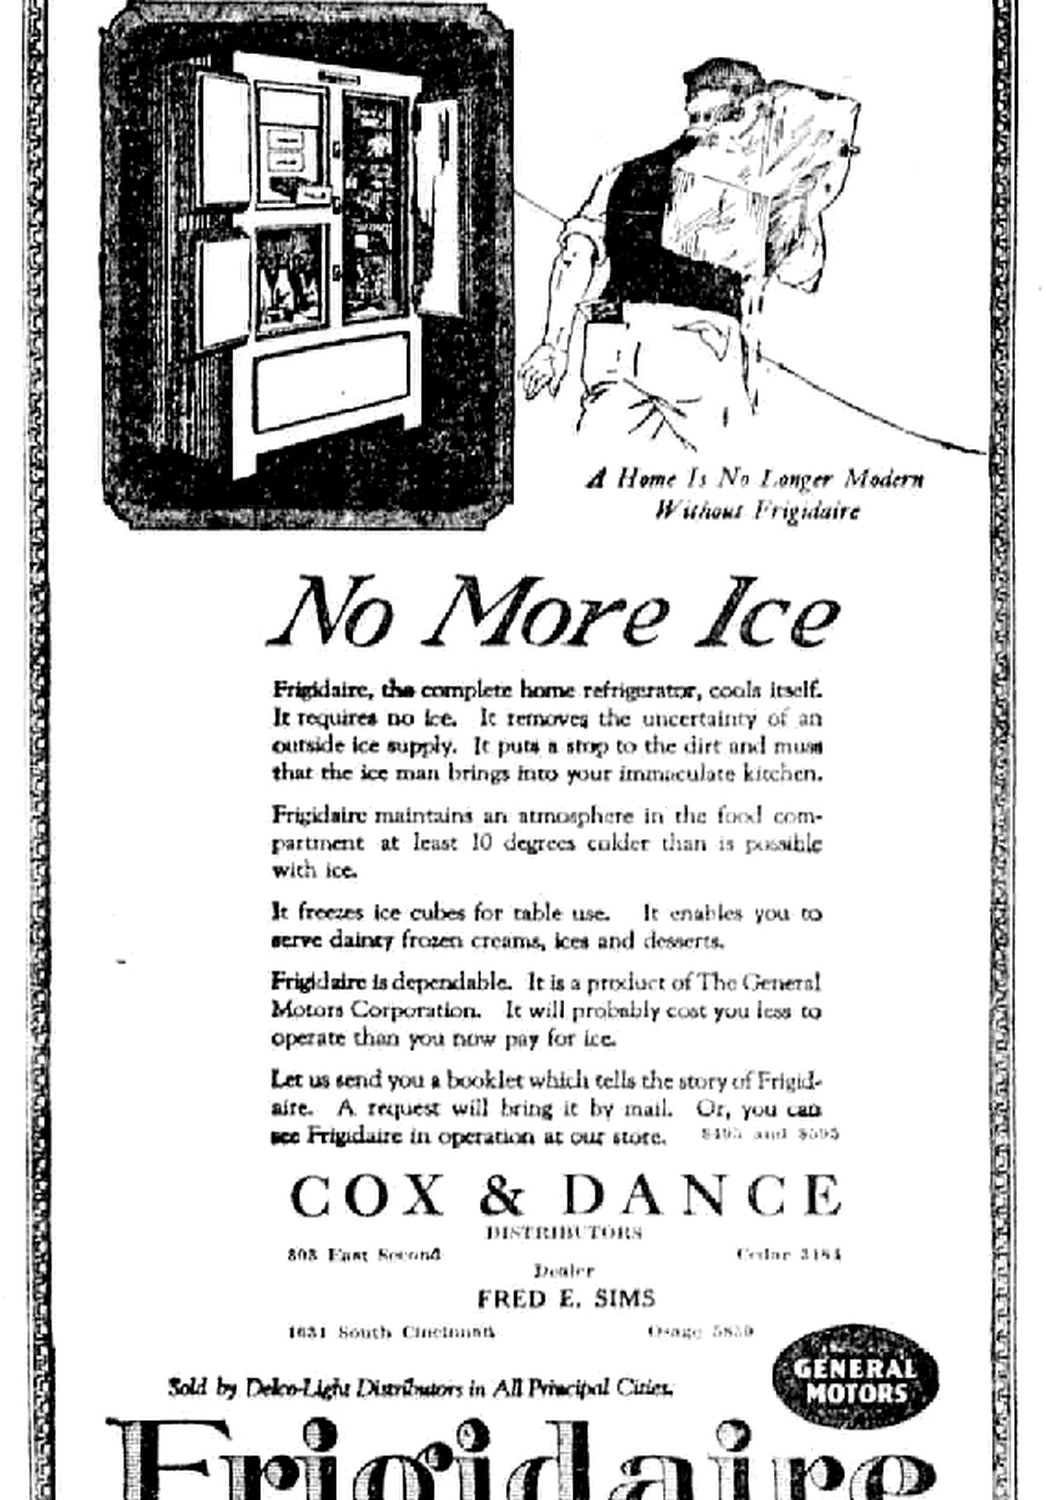 A Home Is No Longer Modern
Without Frigidaire
No More Ice
Frigidaire, the complete home refrigerator, cools itself.
It requires no ice. It removes the uncertainty of an
outside ice supply. It puts a stop to the dirt and muss
that the ice man brings into your immaculate kitchen.
Frigidaire maintains an atmosphere in the food com-
partment at least 10 degrees colder than is possible
with ice.
It freezes ice cubes for table use. It enables you to
serve dainty frozen creams, ices and desserts.
Frigidaire is dependable. It is a product of The General
Motors Corporation. It will probably cost you less to
operate than you now pay for ice.
Let us send you a booklet which tells the story of Frigid-
aire. A request will bring it by mail. Or, you can
see Frigidaire in operation at our store. and
COX & DANCE
DISTRIBUTORS
East Second Cedar
Dealer
FRED E. SIMS
South Cincinnati Osage
GENERAL
MOTORS
Sold by Delco-Light Distributors in All Principal Cities.
Frigidaire